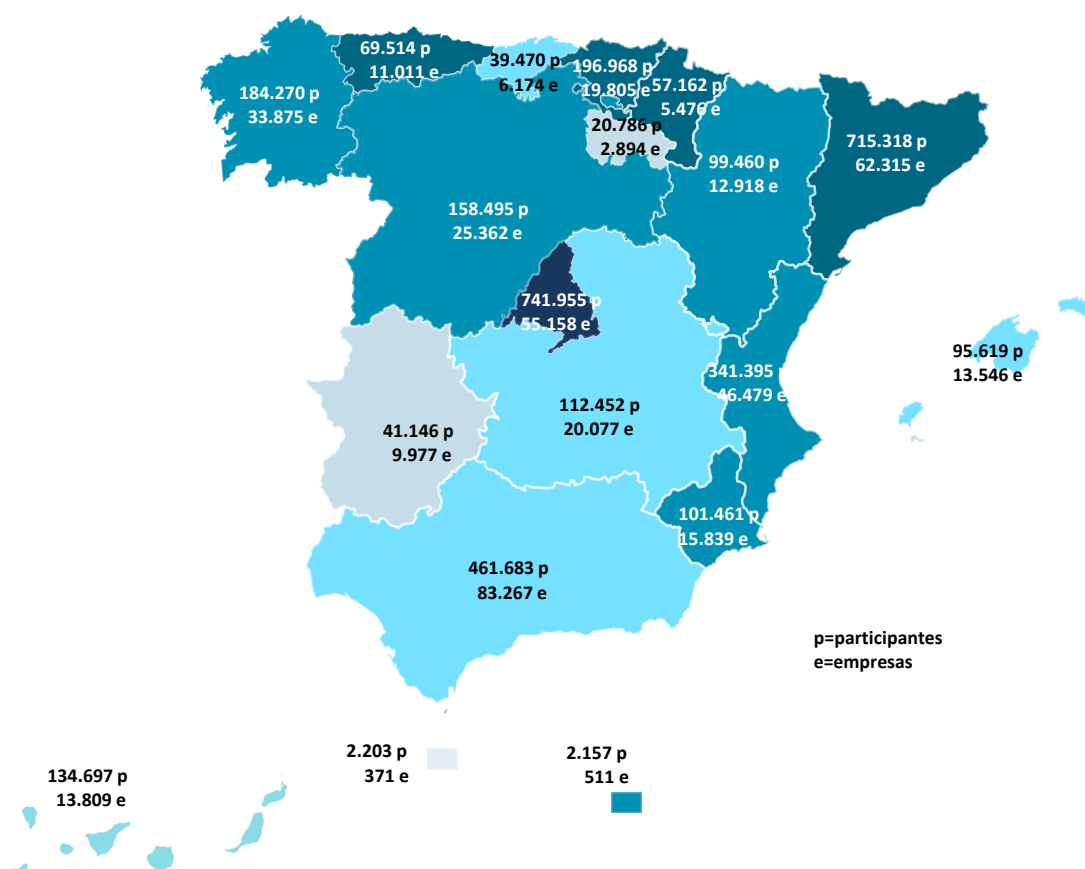 69.514 p
11.011 e
39.470 p
6.174 e
196.968 p
19.805 e
57.162 p
5.476 e
184.270 p
33.875 e
20.786 p
2.894 e
715.318 p
62.315 e
99.460 p
12.918 e
158.495 p
25.362 e
741.955 p
55.158 e
95.619 p
13.546 e
341.395 p
46.479 e
112.452 p
20.077 e
41.146 p
9.977 e
101.461 p
15.839 e
461.683 p
83.267 e
p=participantes
e=empresas
2.203 p
371 e
2.157 p
511 e
134.697 p
13.809 e